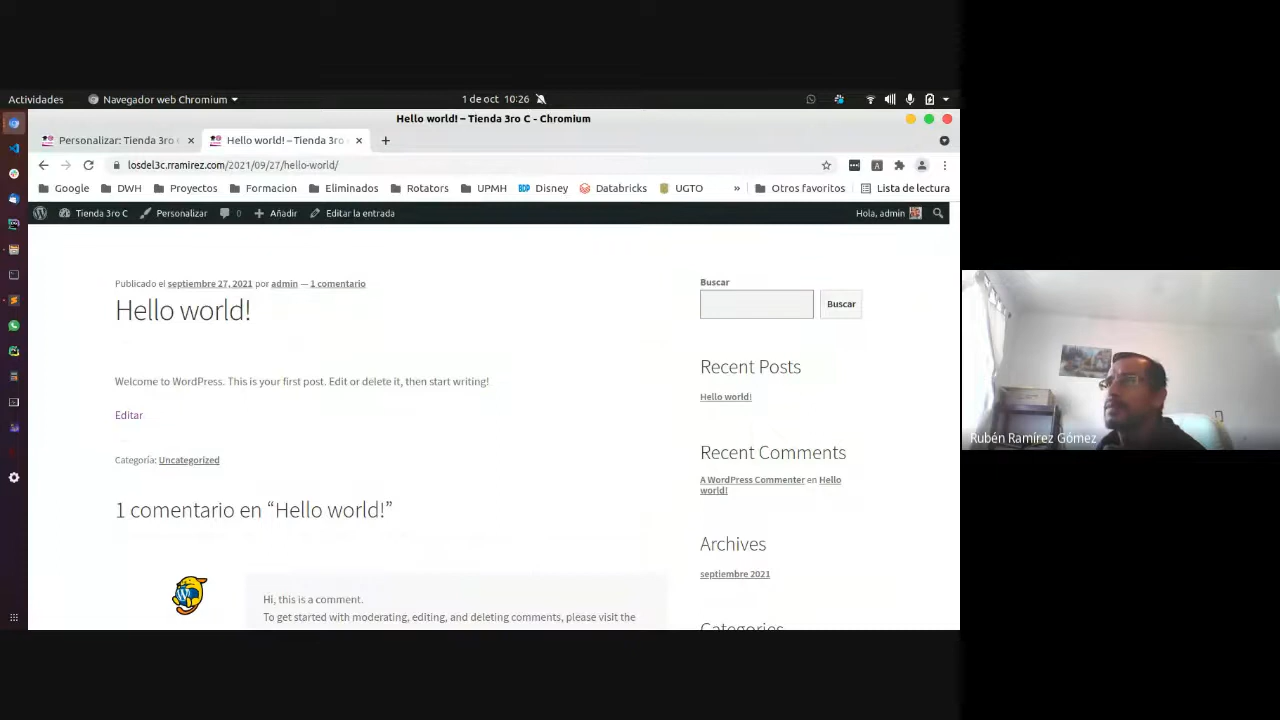 Actividades
Navegador web Chromium
1 de oct 10:26
Hello world! – Tienda 3ro C - Chromium
Personalizar: Tienda 3ro
Hello world! – Tienda 3ro
losdel3c.rramirez.com/2021/09/27/hello-world/
Google
DWH
Proyectos
Formacion
Eliminados
Rotators
UPMH
Disney
Databricks
UGTO
»
Otros favoritos
Lista de lectura
Tienda 3ro C
Personalizar
0
Añadir
Editar la entrada
Hola, admin
Publicado el septiembre 27, 2021 por admin — 1 comentario
Hello world!
Welcome to WordPress. This is your first post. Edit or delete it, then start writing!
Editar
Categoría: Uncategorized
1 comentario en “Hello world!”
Hi, this is a comment.
To get started with moderating, editing, and deleting comments, please visit the
Buscar
Buscar
Recent Posts
Hello world!
Recent Comments
A WordPress Commenter en Hello
world!
Archives
septiembre 2021
Categories
Rubén Ramírez Gómez